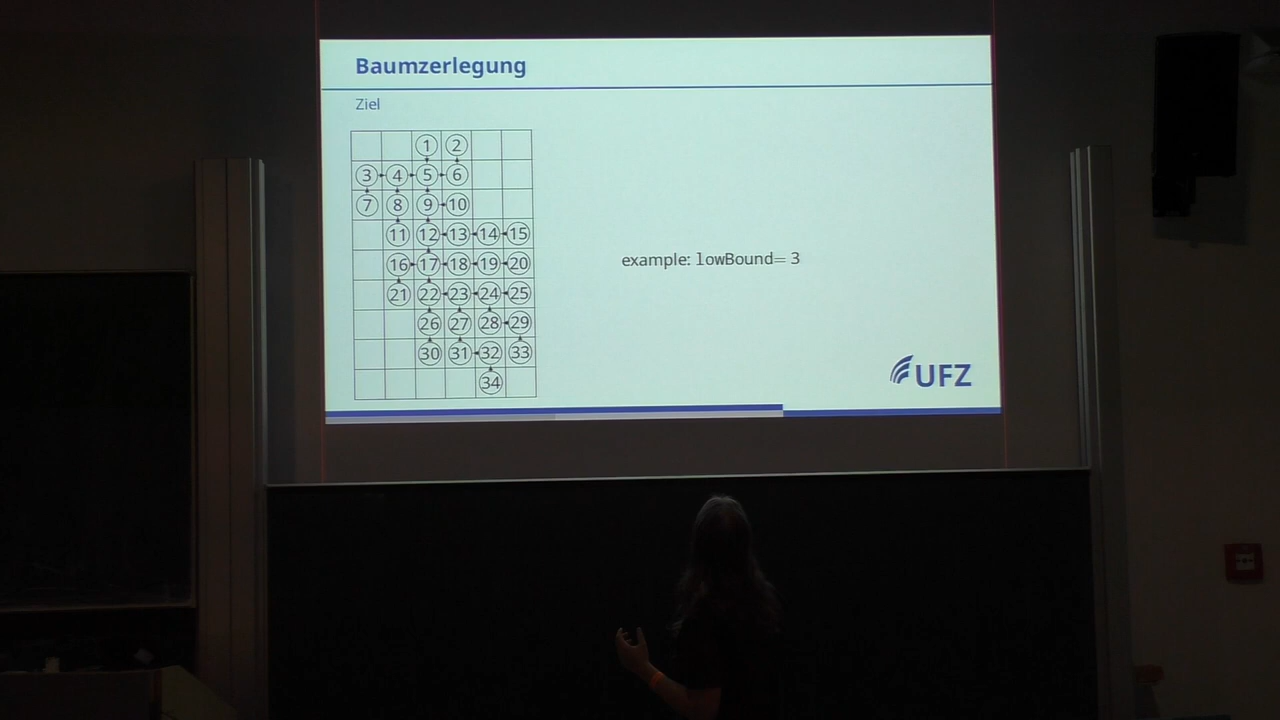 Baumzerlegung
Ziel
1 2
3 4 5 6
7 8 9 10
11 12 13 14 15
example: lowBound= 3
16 17 18 19 20
21 22 23 24 25
26 27 28 29
30 31 32 33
34
UFZ